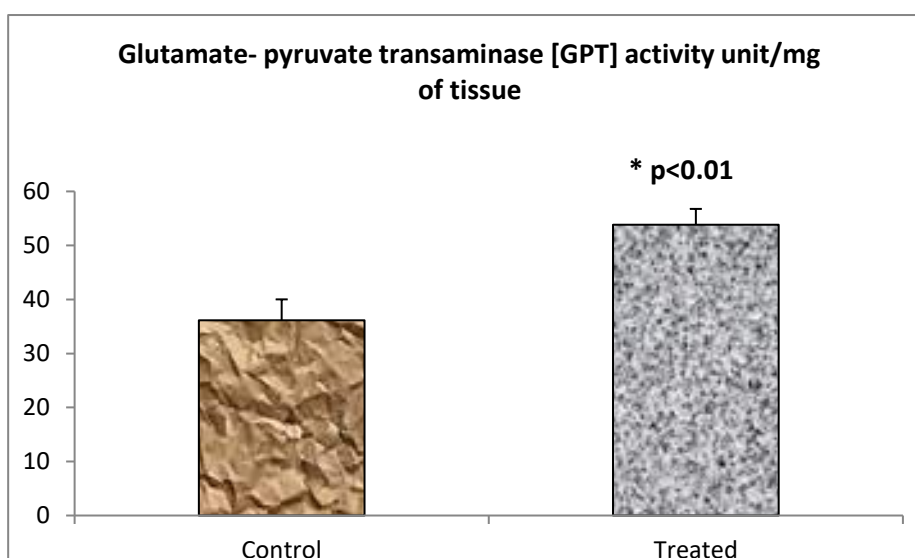 Glutamate- pyruvate transaminase [GPT] activity unit/mg
of tissue
* p<0.01
60
50
40
30
20
10
0
Control
Treated